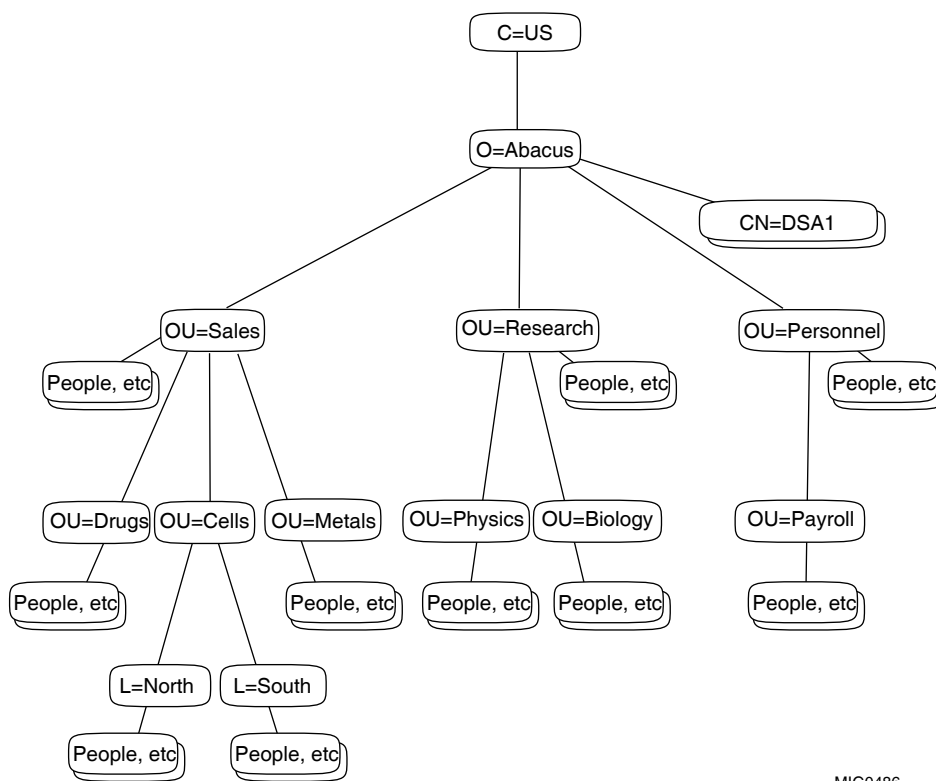 C=US
O=Abacus
CN=DSA1
OU=Sales
OU=Research
OU=Personnel
People, etc
People, etc
People, etc
OU=Drugs
OU=Cells
OU=Metals
OU=Physics
OU=Biology
OU=Payroll
People, etc
People, etc
People, etc
People, etc
People, etc
L=North
L=South
People, etc
People, etc